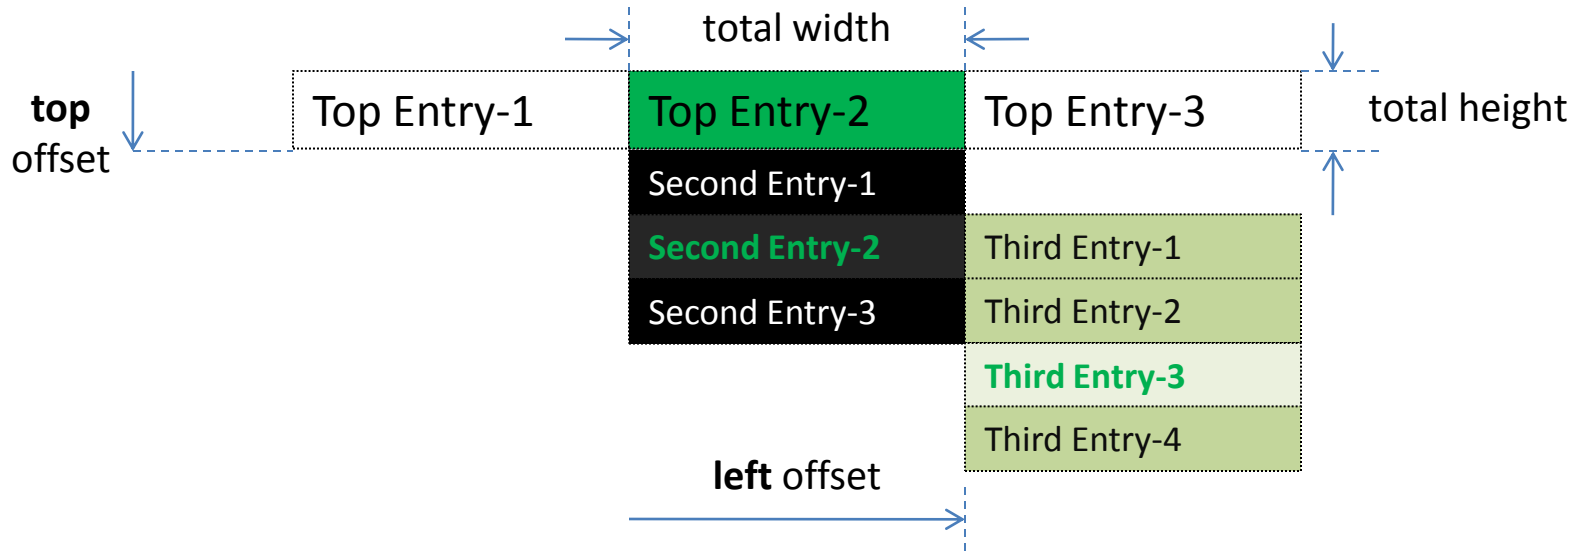 total width
top
offset
Top Entry-1
Top Entry-2
Top Entry-3
total height
Second Entry-1
Second Entry-2
Third Entry-1
Second Entry-3
Third Entry-2
Third Entry-3
Third Entry-4
left offset